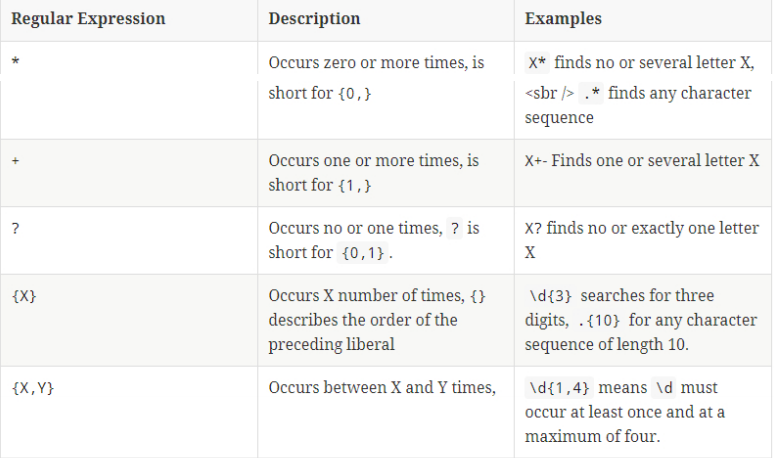 Regular Expression Description Examples
* Occurs zero or more times, is X* finds no or several letter X,
short for {0,} <sbr /> .* finds any character
sequence
+ Occurs one or more times, is X+- Finds one or several letter X
short for {1,}
? Occurs no or one times, ? is X? finds no or exactly one letter
short for {0,1}. X
{X} Occurs X number of times, {} \d{3} searches for three
describes the order of the digits, .{10} for any character
preceding liberal sequence of length 10.
{X,Y} Occurs between X and Y times, \d{1,4} means \d must
occur at least once and at a
maximum of four.